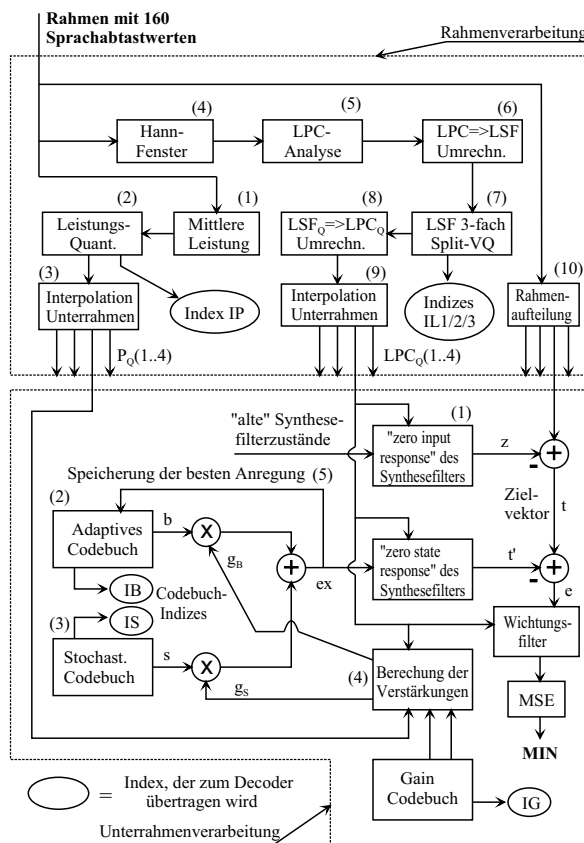 Rahmen mit 160
Sprachabtastwerten
Rahmenverarbeitung
(4)
(5)
(6)
Hann-
Fenster
LPC-
Analyse
LPC=>LSF
Umrechn.
(2)
(1)
(8)
(7)
Leistungs-
Quant.
Mittlere
Leistung
LSFQ=>LPCQ
Umrechn.
LSF 3-fach
Split-VQ
(3)
(9)
(10)
Interpolation
Unterrahmen
Index IP
Interpolation
Unterrahmen
Indizes
IL1/2/3
Rahmen-
aufteilung
PQ(1..4)
LPCQ(1..4)
"alte" Synthese-
filterzustände
(1)
"zero input
response" des
Synthesefilters
z
+
-
t
Speicherung der besten Anregung (5)
Ziel-
vektor
(2)
Adaptives
Codebuch
b
X
gB
+
ex
"zero state
response" des
Synthesefilters
t'
+
-
e
IB
Codebuch-
Indizes
IS
(3)
Stochast.
Codebuch
s
X
gS
(4)
Berechung der
Verstärkungen
Wichtungs-
filter
MSE
MIN
Gain
Codebuch
IG
= Index, der zum Decoder
übertragen wird
Unterrahmenverarbeitung